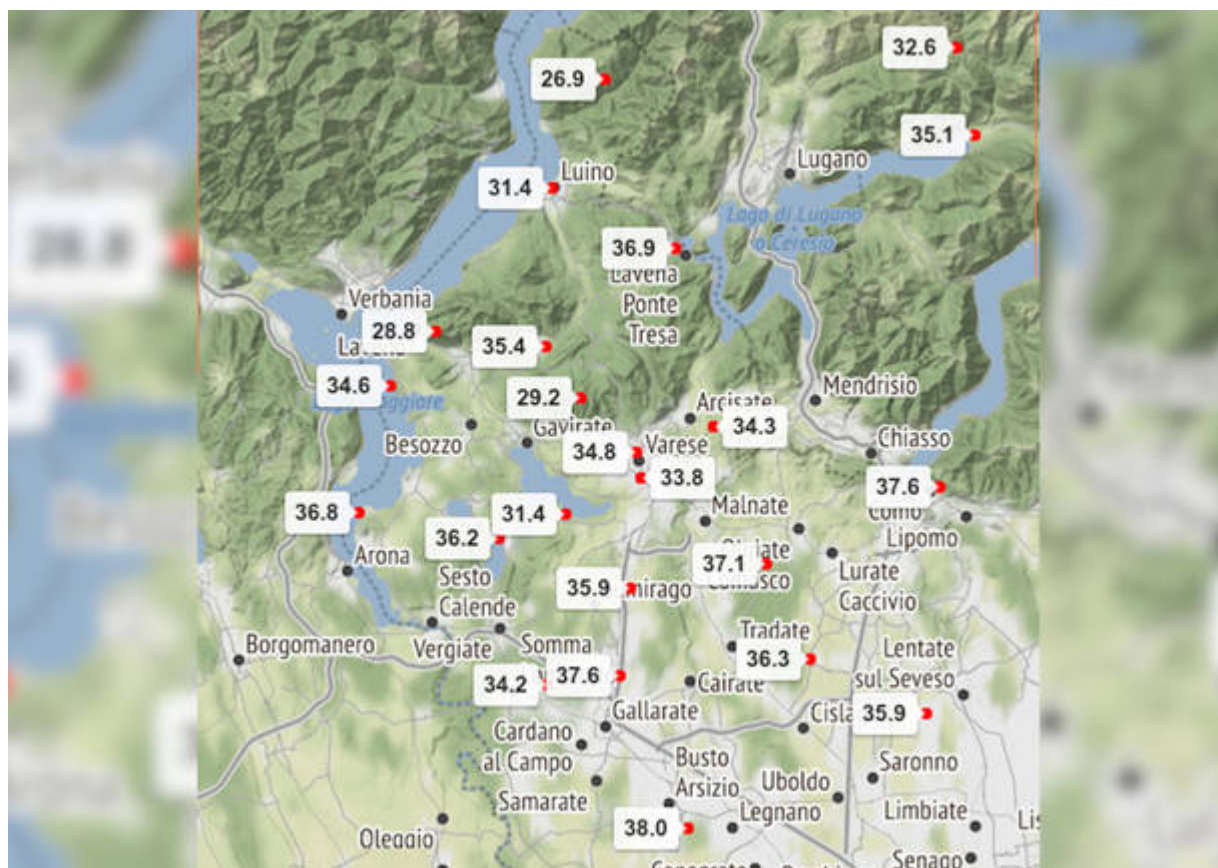 32.6
26.9
35.1
Lugano
Luino
31.4
Lago di Lugano
o Ceresio
28.8
36.9
Lavena
Ponte
Tresa
Verbania
28.8
35.4
34.6
Mendrisio
29.2
Arcisate
34.3
Besozzo
Gavirate
34.8
Varese
Chiasso
33.8
37.6
Malnate
Como
Lipomo
36.8
31.4
36.2
Arona
37.1
Lurate
Caccivio
Sesto
Calende
35.9
Tradate
Borgomanero
Vergiate
Somma
36.3
Lentate
sul Seveso
34.2
37.6
Cairate
35.9
Gallarate
Cardano
al Campo
Busto
Arsizio
Saronno
Uboldo
Samarate
Legnano
Limbiate
38.0
Oleggio
Senago